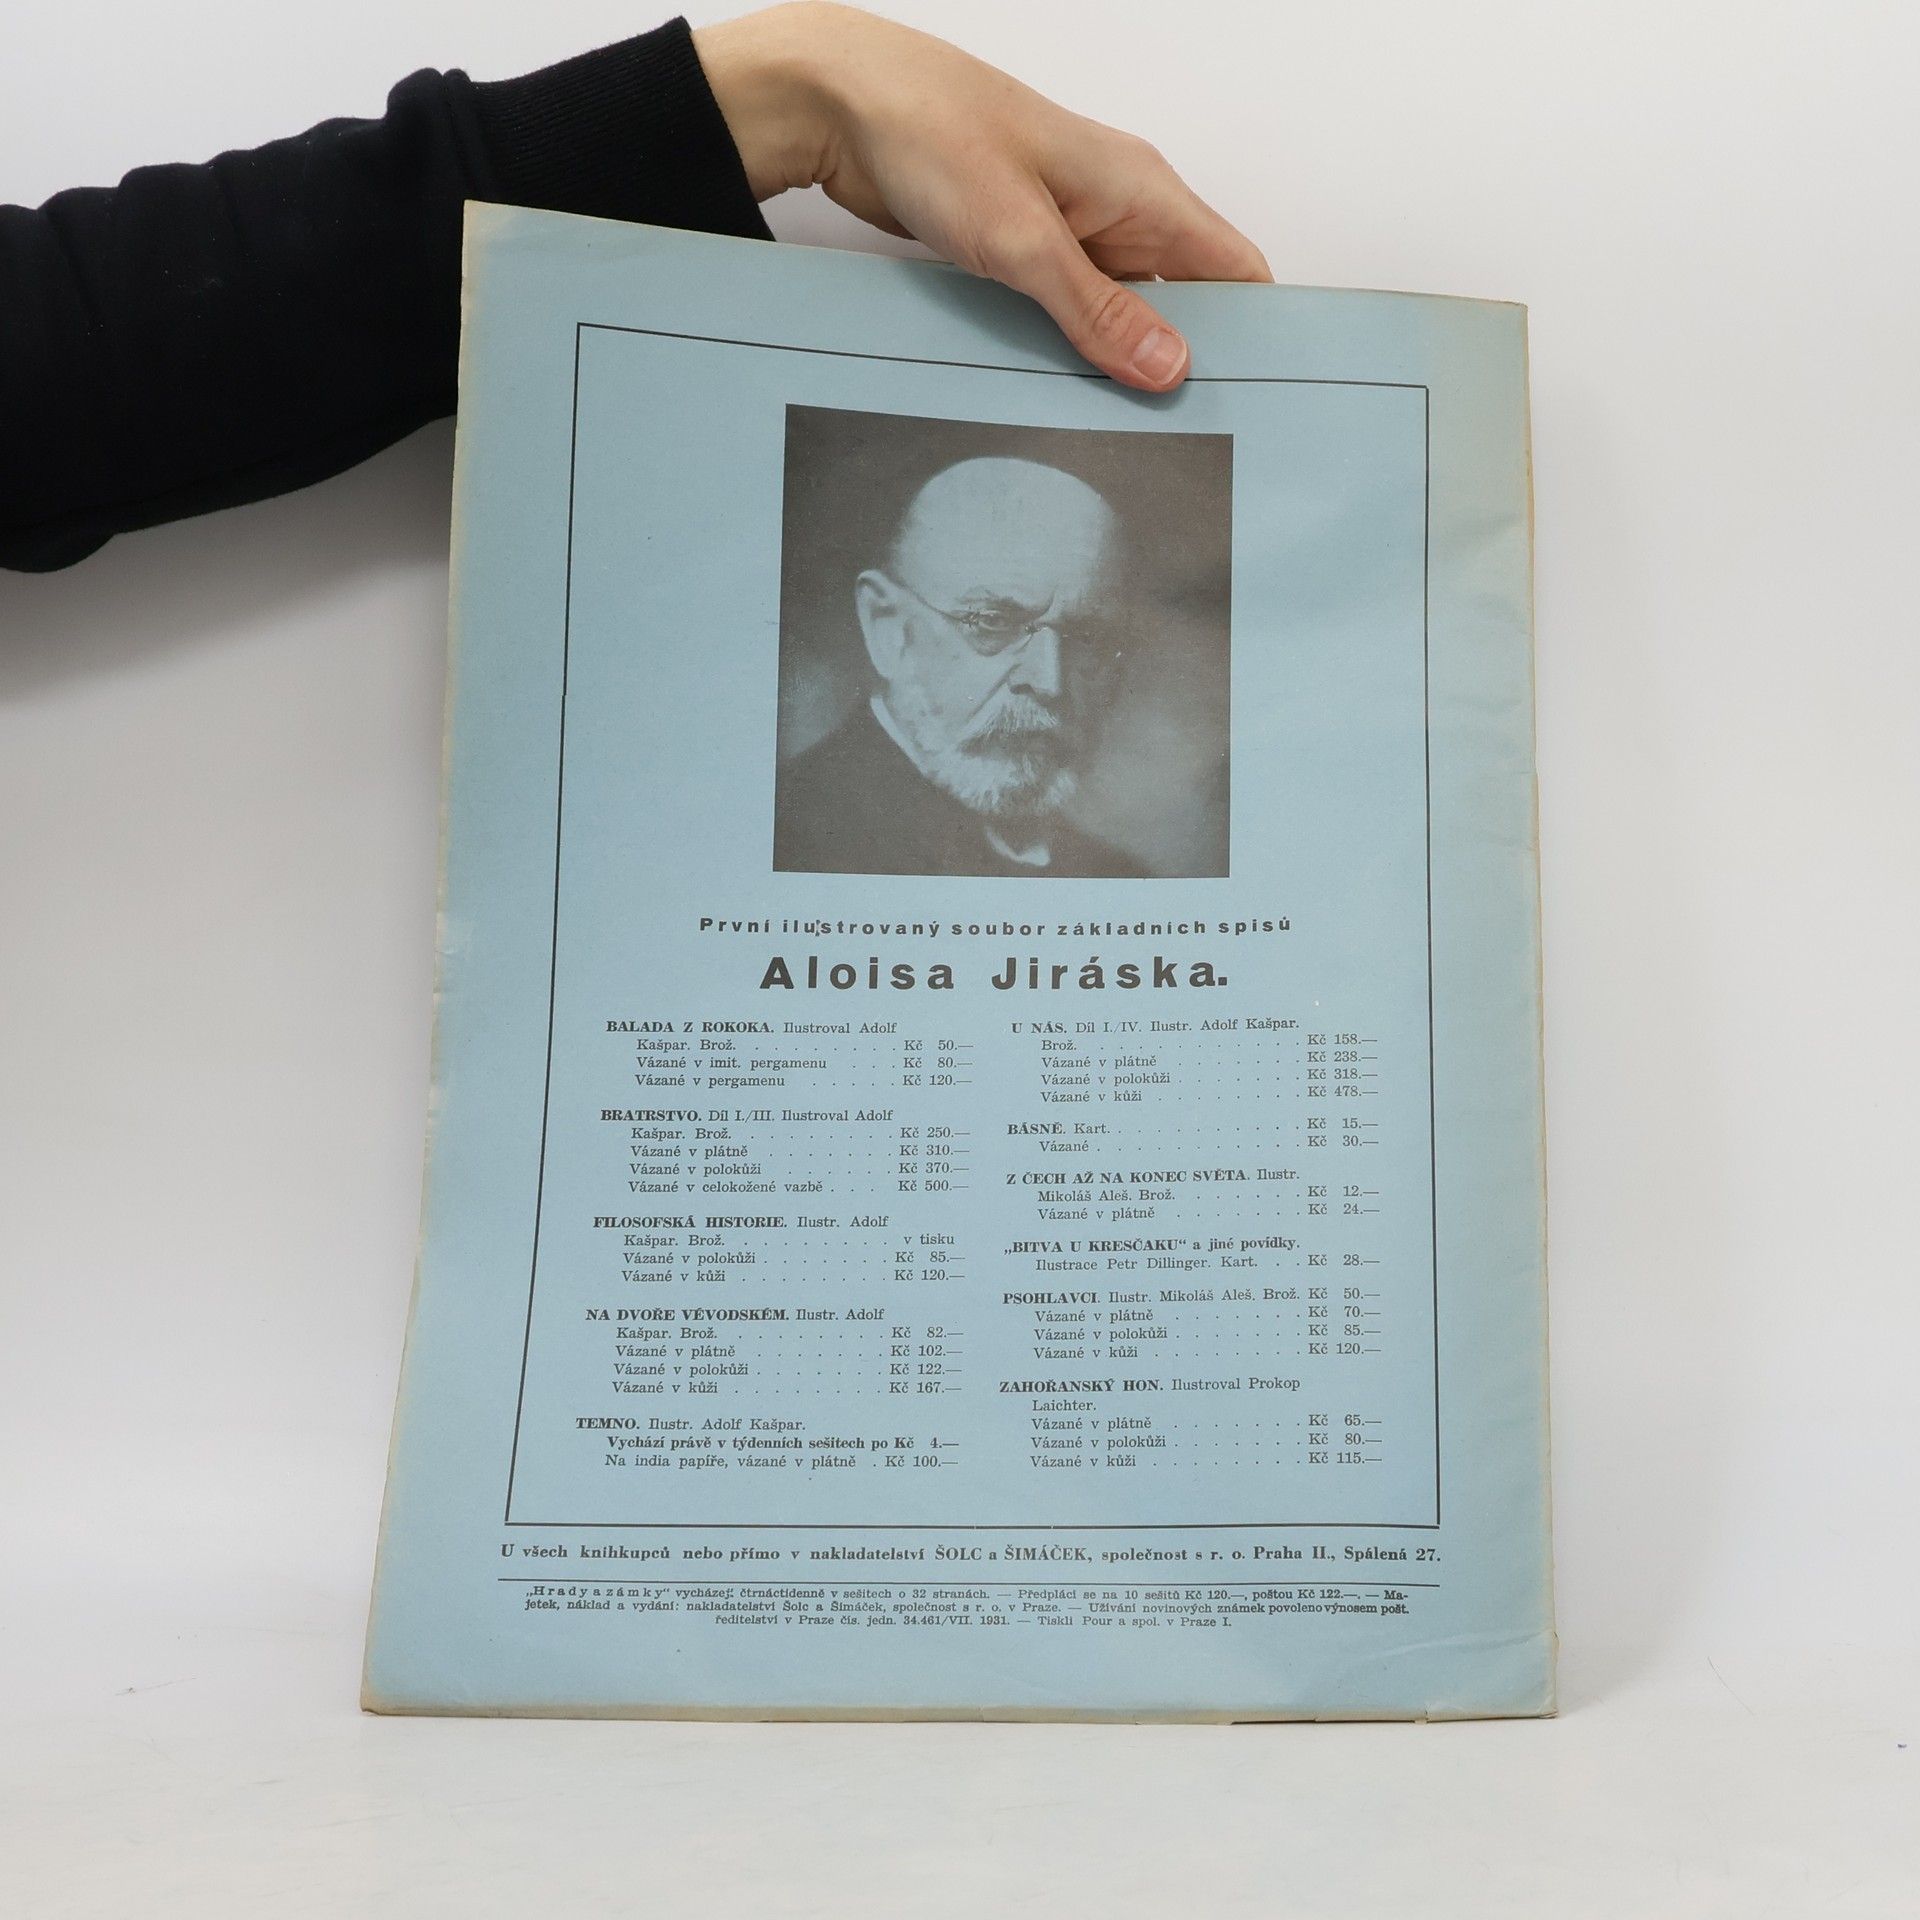 První ilustrovaný soubor základních spisů
Aloisa Jiráska.
BALADA Z ROKOKA. Ilustroval Adolf
Kašpar. Brož. . . . . . . . . Kč 50.—
Vázané v imit. pergamenu . . . Kč 80.—
Vázané v pergamenu . . . . . Kč 120.—
BRATRSTVO. Díl I./III. Ilustroval Adolf
Kašpar. Brož. . . . . . . . . Kč 250.—
Vázané v plátně . . . . . . . Kč 310.—
Vázané v polokůži . . . . . . Kč 370.—
Vázané v celokožené vazbě . . . Kč 500.—
FILOSOFSKÁ HISTORIE. Ilustr. Adolf
Kašpar. Brož. . . . . . . . . v tisku
Vázané v polokůži . . . . . . . Kč 85.—
Vázané v kůži . . . . . . . . Kč 120.—
NA DVOŘE VÉVODSKÉM. Ilustr. Adolf
Kašpar. Brož. . . . . . . . . Kč 82.—
Vázané v plátně . . . . . . . Kč 102.—
Vázané v polokůži . . . . . . . Kč 122.—
Vázané v kůži . . . . . . . . Kč 167.—
TEMNO. Ilustr. Adolf Kašpar.
Vychází právě v týdenních sešitech po Kč 4.—
Na india papíře, vázané v plátně . Kč 100.—
U NÁS. Díl I./IV. Ilustr. Adolf Kašpar.
Brož. . . . . . . . . . . . Kč 158.—
Vázané v plátně . . . . . . . Kč 238.—
Vázané v polokůži . . . . . . . Kč 318.—
Vázané v kůži . . . . . . . . Kč 478.—
BÁSNĚ. Kart. . . . . . . . . . . Kč 15.—
Vázané . . . . . . . . . . . Kč 30.—
Z ČECH AŽ NA KONEC SVĚTA. Ilustr.
Mikoláš Aleš. Brož. . . . . . . Kč 12.—
Vázané v plátně . . . . . . . Kč 24.—
„BITVA U KRESČAKU“ a jiné povídky.
Ilustrace Petr Dillinger. Kart. . . Kč 28.—
PSOHLAVCI. Ilustr. Mikoláš Aleš. Brož. Kč 50.—
Vázané v plátně . . . . . . . Kč 70.—
Vázané v polokůži . . . . . . . Kč 85.—
Vázané v kůži . . . . . . . . Kč 120.—
ZAHOŘANSKÝ HON. Ilustroval Prokop
Laichter.
Vázané v plátně . . . . . . . Kč 65.—
Vázané v polokůži . . . . . . . Kč 80.—
Vázané v kůži . . . . . . . . Kč 115.—
U všech knihkupců nebo přímo v nakladatelství ŠOLC a ŠIMÁČEK, společnost s r. o. Praha II., Spálená 27.
„Hrady a zámky“ vycházejí čtrnáctidenně v sešitech o 32 stranách. — Předplácí se na 10 sešitů Kč 120.—, poštou Kč 122.—. — Ma-
jetek, náklad a vydání: nakladatelství Šolc a Šimáček, společnost s r. o. v Praze. — Užívání novinových známek povoleno výnosem pošt.
ředitelství v Praze čís. jedn. 34.461/VII. 1931. — Tiskli Pour a spol. v Praze I.